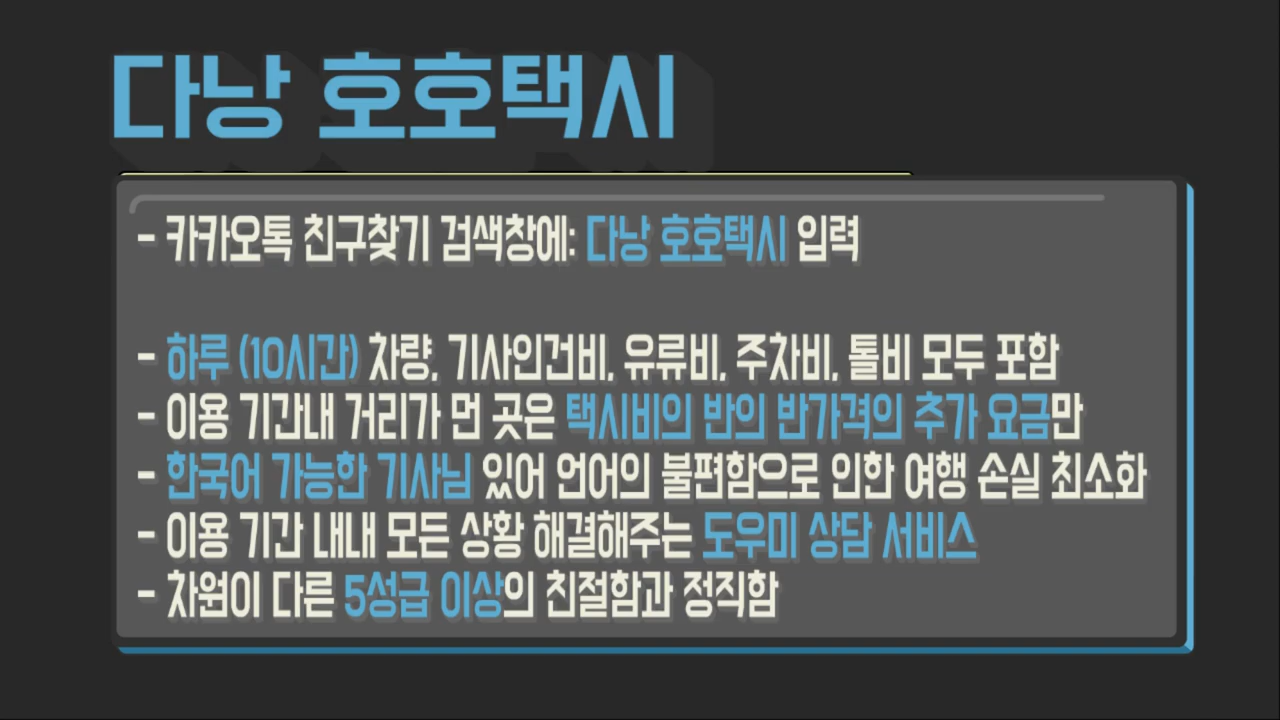 다낭 호호택시
- 카카오톡 친구찾기 검색창에: 다낭 호호택시 입력
- 하루 (10시간) 차량, 기사인건비, 유류비, 주차비, 톨비 모두 포함
- 이용 기간내 거리가 먼 곳은 택시비의 반의 반가격의 추가 요금만
- 한국어 가능한 기사님 있어 언어의 불편함으로 인한 여행 손실 최소화
- 이용 기간 내내 모든 상황 해결해주는 도우미 상담 서비스
- 차원이 다른 5성급 이상의 친절함과 정직함